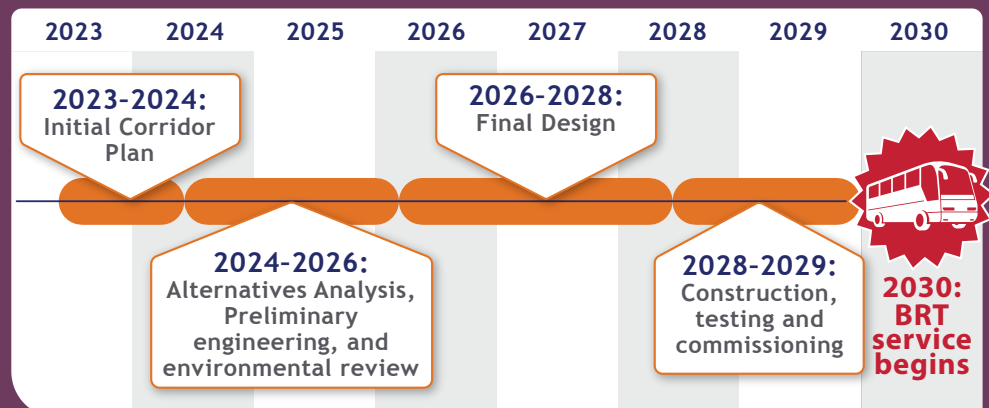 2023 2024 2025 2026 2027 2028 2029 2030
2023–2024:
Initial Corridor
Plan
2026–2028:
Final Design
2024–2026:
Alternatives Analysis,
Preliminary
engineering, and
environmental review
2028–2029:
Construction,
testing and
commissioning
2030:
BRT
service
begins